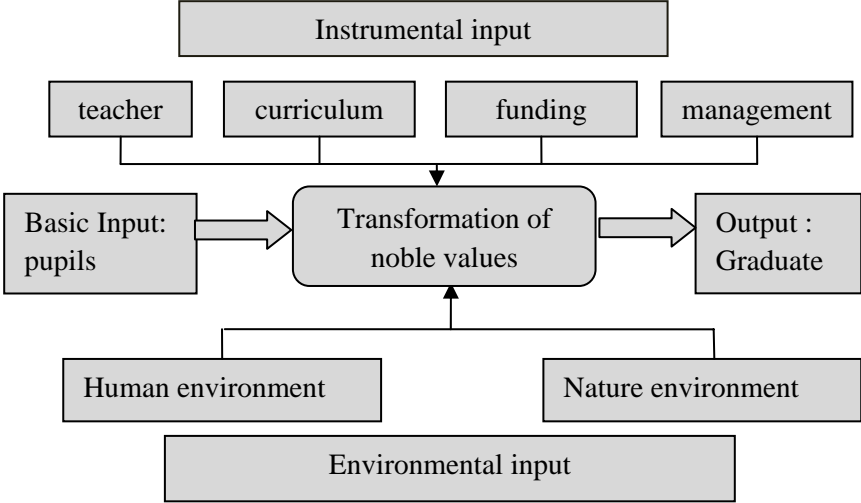 Instrumental input
teacher
curriculum
funding
management
Basic Input:
pupils
Transformation of
noble values
Output :
Graduate
Human environment
Nature environment
Environmental input